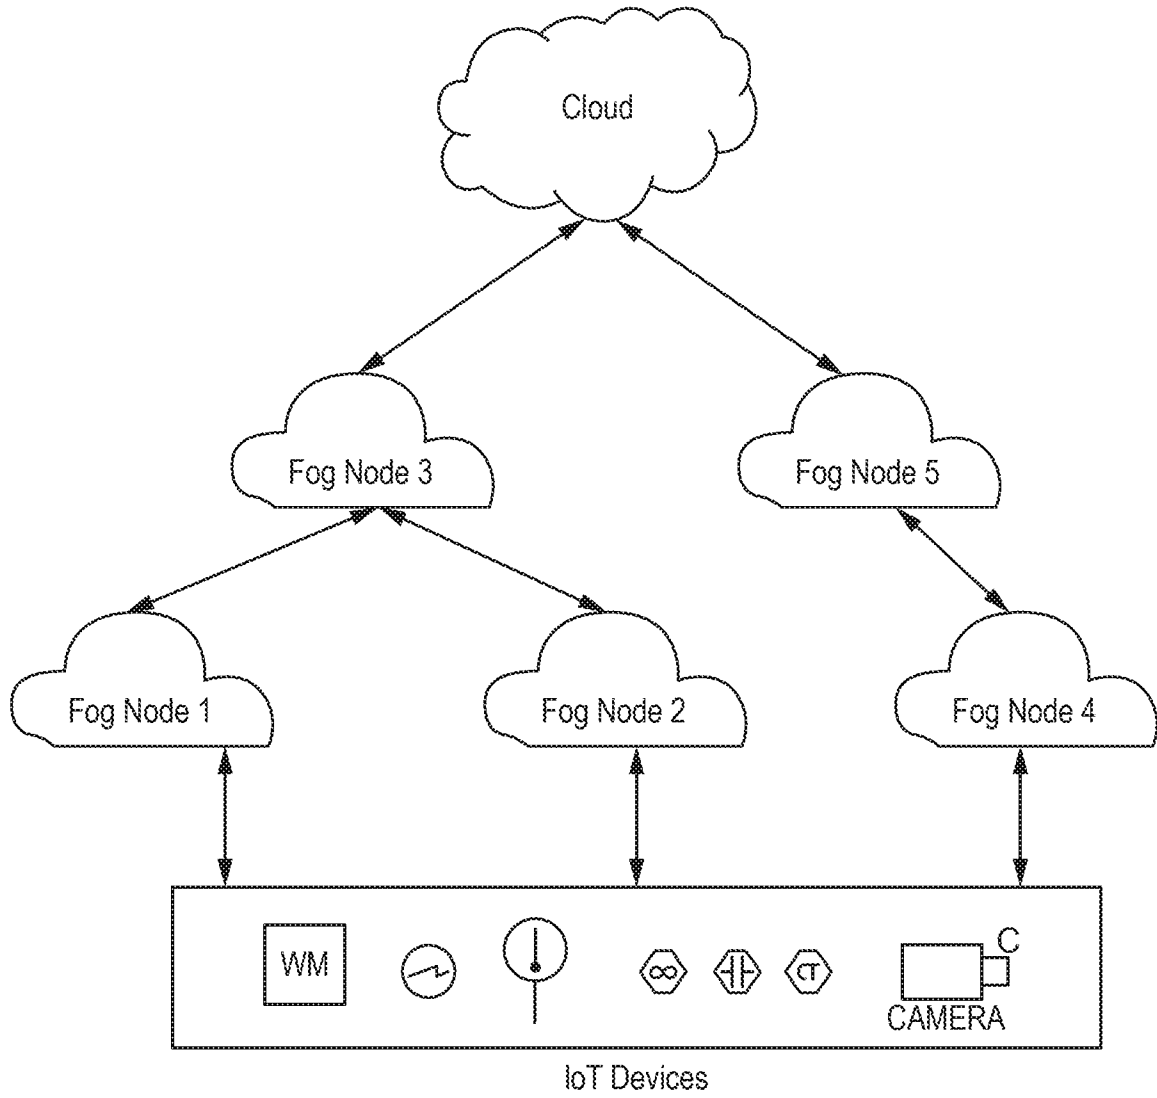 Cloud
Fog Node 3
Fog Node 5
Fog Node 1
Fog Node 2
Fog Node 4
WM
∞
CT
C
CAMERA
IoT Devices